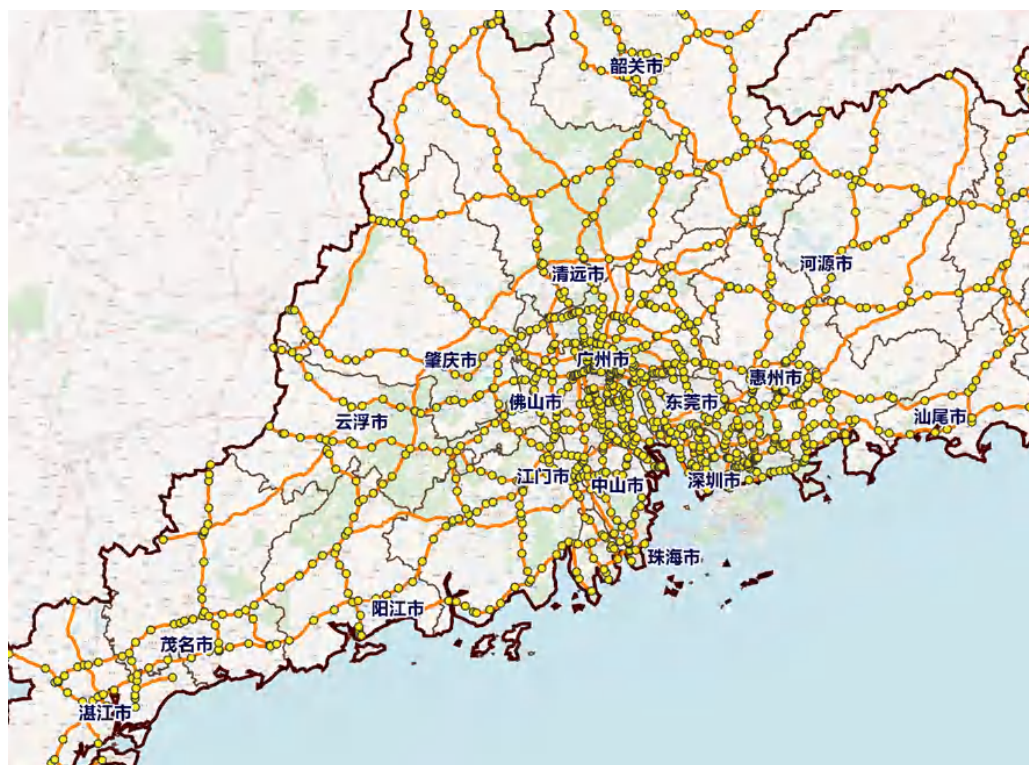 韶关市
清远市
河源市
肇庆市
广州市
惠州市
云浮市
佛山市
东莞市
汕尾市
江门市
中山市
深圳市
珠海市
阳江市
茂名市
湛江市